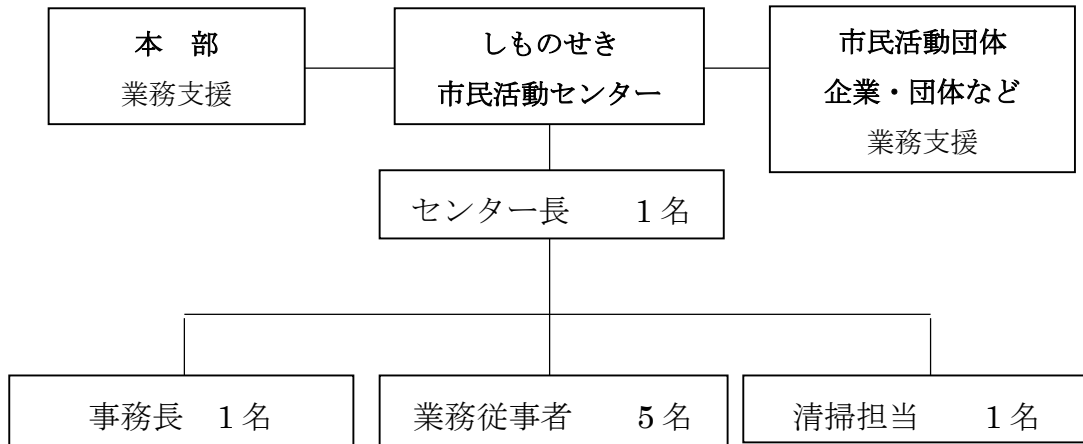 本　部
業務支援
しものせき
市民活動センター
市民活動団体
企業・団体など
業務支援
センター長　　1名
事務長　1名
業務従事者　　5名
清掃担当　　1名